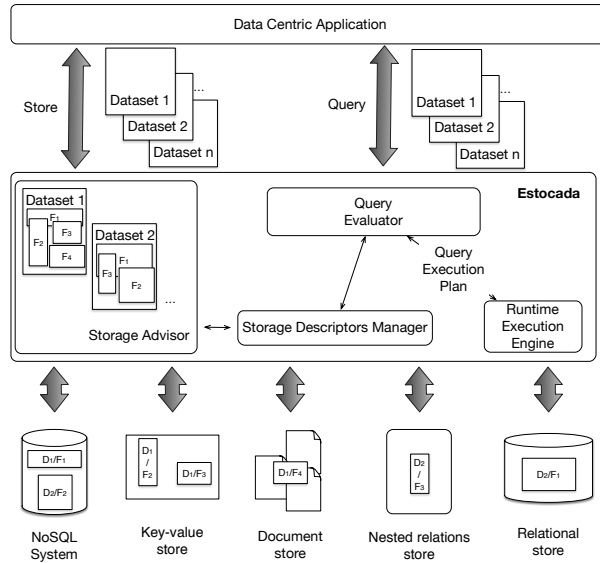 Data Centric Application
Store
Dataset 1
...
Dataset 2
Dataset n
Query
Dataset 1
...
Dataset 2
Dataset n
Estocada
Dataset 1
F1
F2
F3
F4
Dataset 2
F1
F3
F2
...
Storage Advisor
Query
Evaluator
Query
Execution
Plan
Storage Descriptors Manager
Runtime
Execution
Engine
D1/F1
D2/F2
NoSQL
System
D1
/
F2
D1/F3
Key-value
store
D1/F4
Document
store
D2
/
F3
Nested relations
store
D2/F1
Relational
store